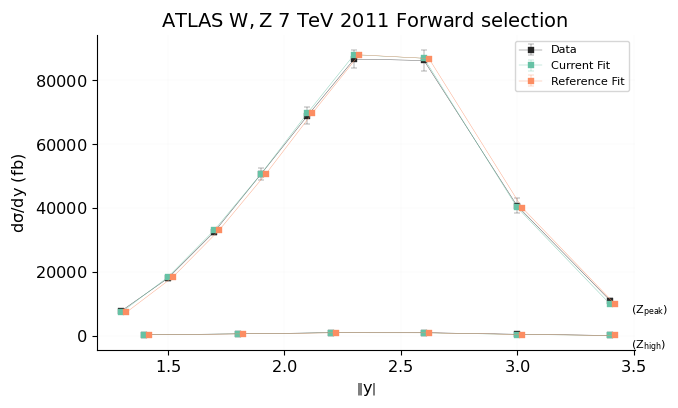 ATLAS W, Z 7 TeV 2011 Forward selection
Data
Current Fit
Reference Fit
dσ/dy (fb)
80000
60000
40000
20000
0
(Z_peak)
(Z_high)
1.5 2.0 2.5 3.0 3.5
‖y|